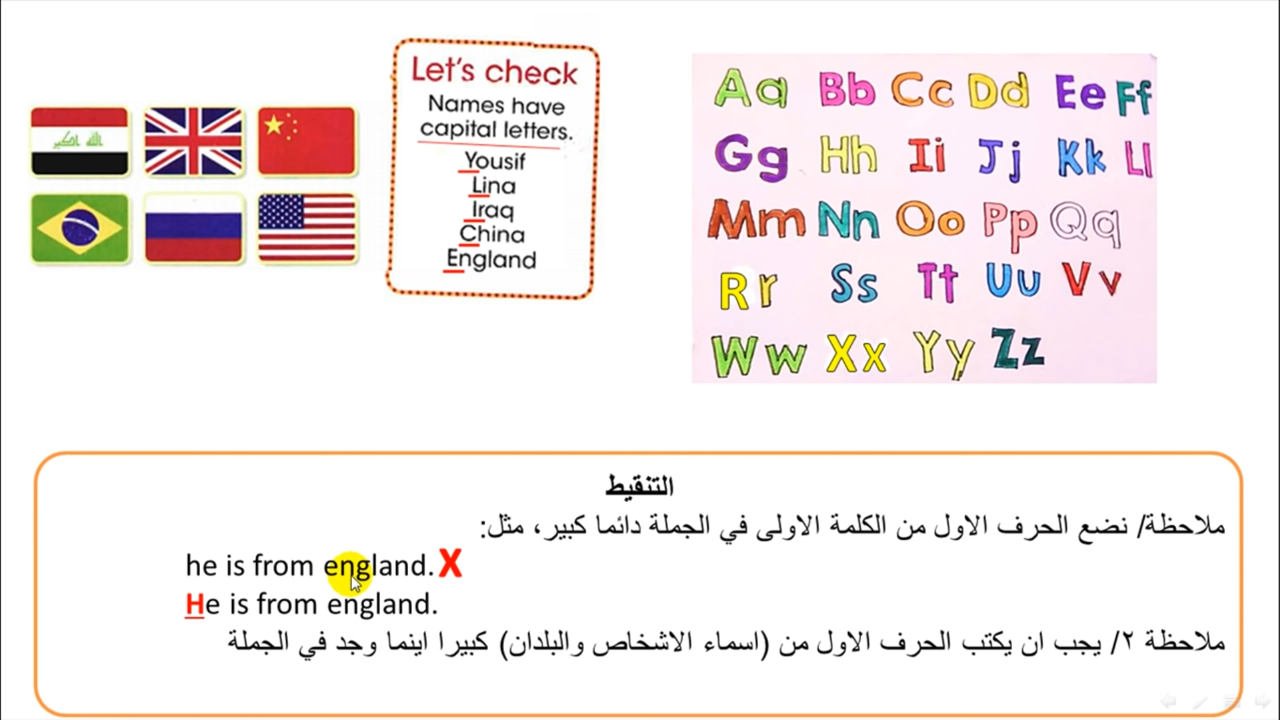 الله اكبر
Let's check
Names have
capital letters.
Yousif
Lina
Iraq
China
England
Aa Bb Cc Dd Ee Ff
Gg Hh Ii Jj Kk Ll
Mm Nn Oo Pp Qq
Rr Ss Tt Uu Vv
Ww Xx Yy Zz
التنقيط
ملاحظة/ نضع الحرف الاول من الكلمة الاولى في الجملة دائما كبير، مثل:
he is from england. X
He is from england.
ملاحظة ٢/ يجب ان يكتب الحرف الاول من (اسماء الاشخاص والبلدان) كبيرا اينما وجد في الجملة